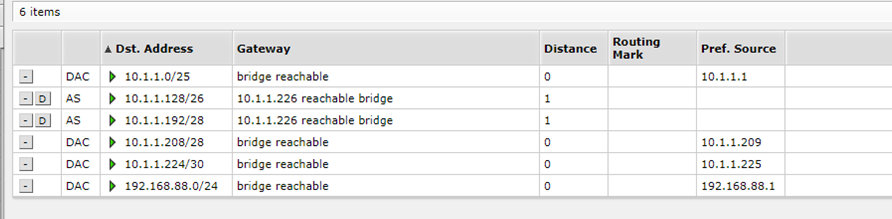 6 items
▲ Dst. Address Gateway Distance Routing Mark Pref. Source
- DAC 10.1.1.0/25 bridge reachable 0 10.1.1.1
- D AS 10.1.1.128/26 10.1.1.226 reachable bridge 1
- D AS 10.1.1.192/28 10.1.1.226 reachable bridge 1
- DAC 10.1.1.208/28 bridge reachable 0 10.1.1.209
- DAC 10.1.1.224/30 bridge reachable 0 10.1.1.225
- DAC 192.168.88.0/24 bridge reachable 0 192.168.88.1